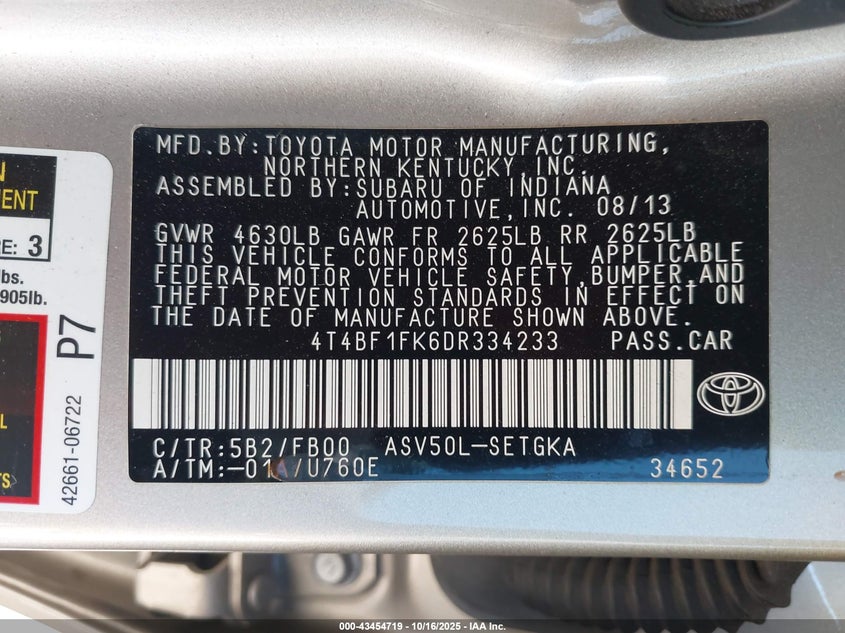 MFD.BY:TOYOTA MOTOR MANUFACTURING,
NORTHERN KENTUCKY,INC.
ASSEMBLED BY:SUBARU OF INDIANA
AUTOMOTIVE,INC. 08/13
GVWR 4630LB GAWR FR 2625LB RR 2625LB
THIS VEHICLE CONFORMS TO ALL APPLICABLE
FEDERAL MOTOR VEHICLE SAFETY,BUMPER,AND
THEFT PREVENTION STANDARDS IN EFFECT ON
THE DATE OF MANUFACTURE SHOWN ABOVE.
4T4BF1FK6DR334233 PASS.CAR
C/TR:5B2/FB00 ASV50L-SETGKA
A/TM:-01 /U760E 34652
RE: 3
lbs.
905lb.
P7
42661-06722
000-43454719 - 10/16/2025 - IAA Inc.